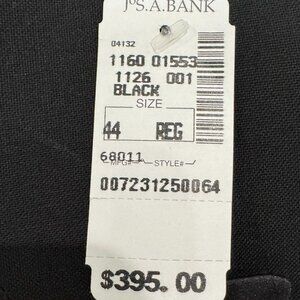 JoS.A.BANK
04132
1160 01553
1126 001
BLACK
SIZE
44 REG
68011
MFG# STYLE#
007231250064
$395.00